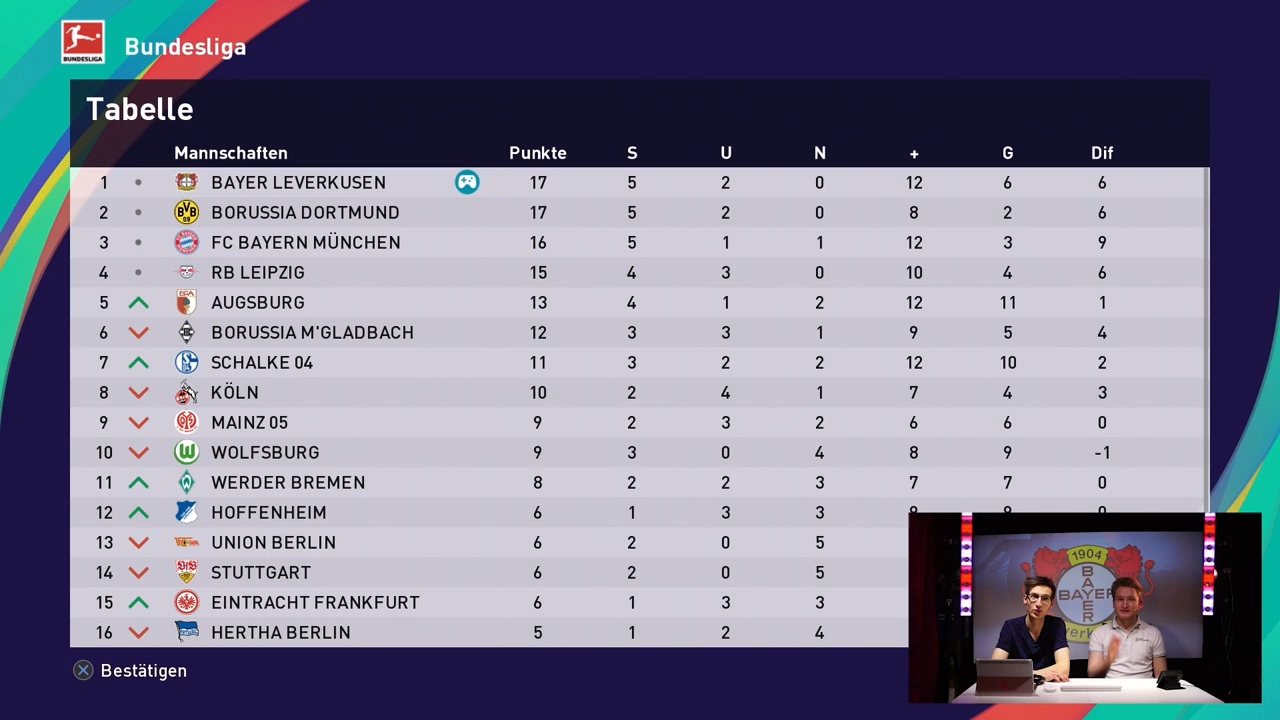 BUNDESLIGA
Bundesliga
Tabelle
Mannschaften Punkte S U N + G Dif
1 BAYER LEVERKUSEN 17 5 2 0 12 6 6
2 BORUSSIA DORTMUND 17 5 2 0 8 2 6
3 FC BAYERN MÜNCHEN 16 5 1 1 12 3 9
4 RB LEIPZIG 15 4 3 0 10 4 6
5 AUGSBURG 13 4 1 2 12 11 1
6 BORUSSIA M'GLADBACH 12 3 3 1 9 5 4
7 SCHALKE 04 11 3 2 2 12 10 2
8 KÖLN 10 2 4 1 7 4 3
9 MAINZ 05 9 2 3 2 6 6 0
10 WOLFSBURG 9 3 0 4 8 9 -1
11 WERDER BREMEN 8 2 2 3 7 7 0
12 HOFFENHEIM 6 1 3 3
13 UNION BERLIN 6 2 0 5
14 STUTTGART 6 2 0 5
15 EINTRACHT FRANKFURT 6 1 3 3
16 HERTHA BERLIN 5 1 2 4
1904
BAYER
BAYER
Bestätigen